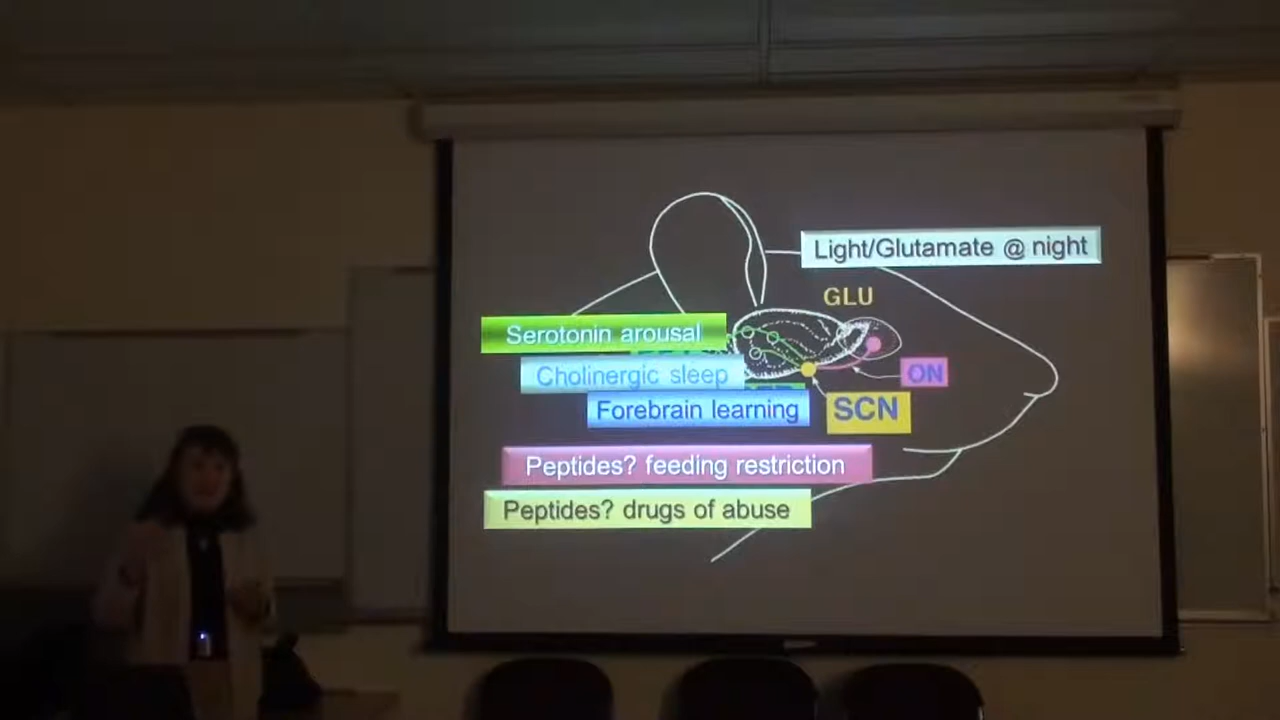 Light/Glutamate @ night
GLU
Serotonin arousal
Cholinergic sleep
ON
Forebrain learning
SCN
Peptides? feeding restriction
Peptides? drugs of abuse